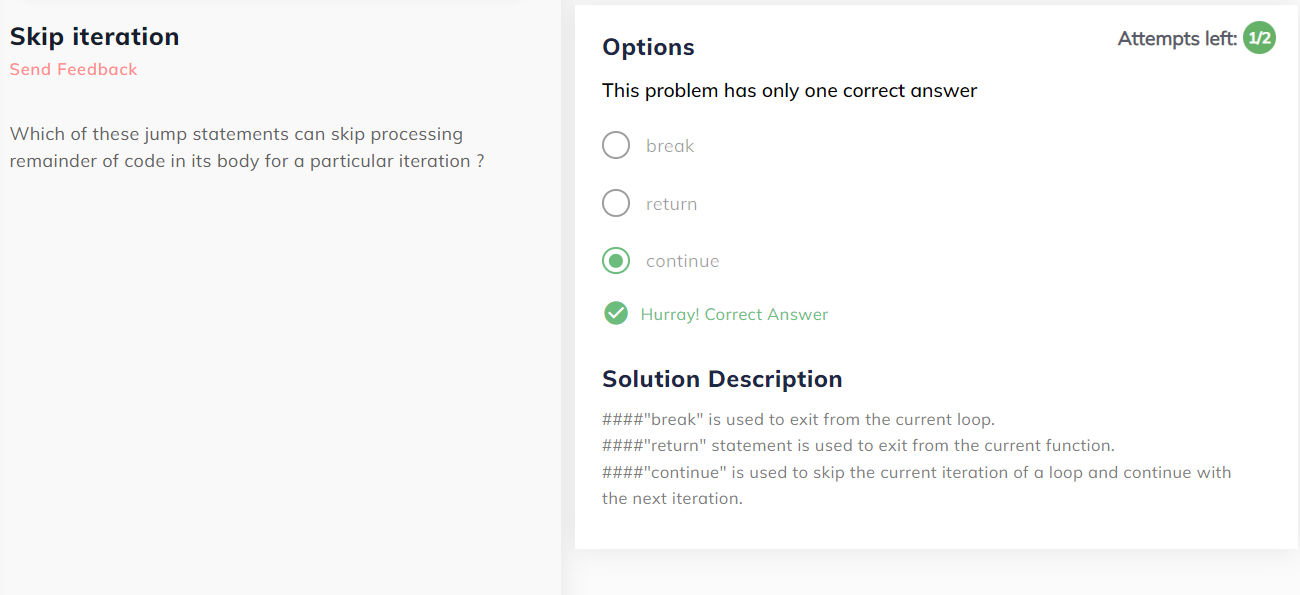 Skip iteration
Send Feedback
Which of these jump statements can skip processing
remainder of code in its body for a particular iteration ?
Options
Attempts left: 1/2
This problem has only one correct answer
break
return
continue
Hurray! Correct Answer
Solution Description
####"break" is used to exit from the current loop.
####"return" statement is used to exit from the current function.
####"continue" is used to skip the current iteration of a loop and continue with
the next iteration.